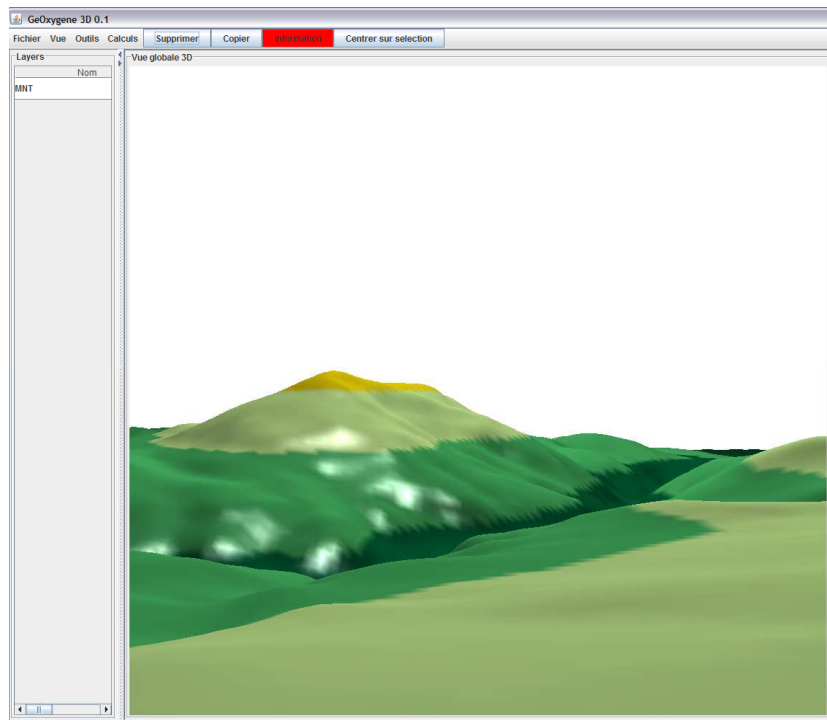 GeOxygene 3D 0.1
Fichier Vue Outils Calculs Supprimer Copier Information Centrer sur selection
Layers
Vue globale 3D
Nom
MNT